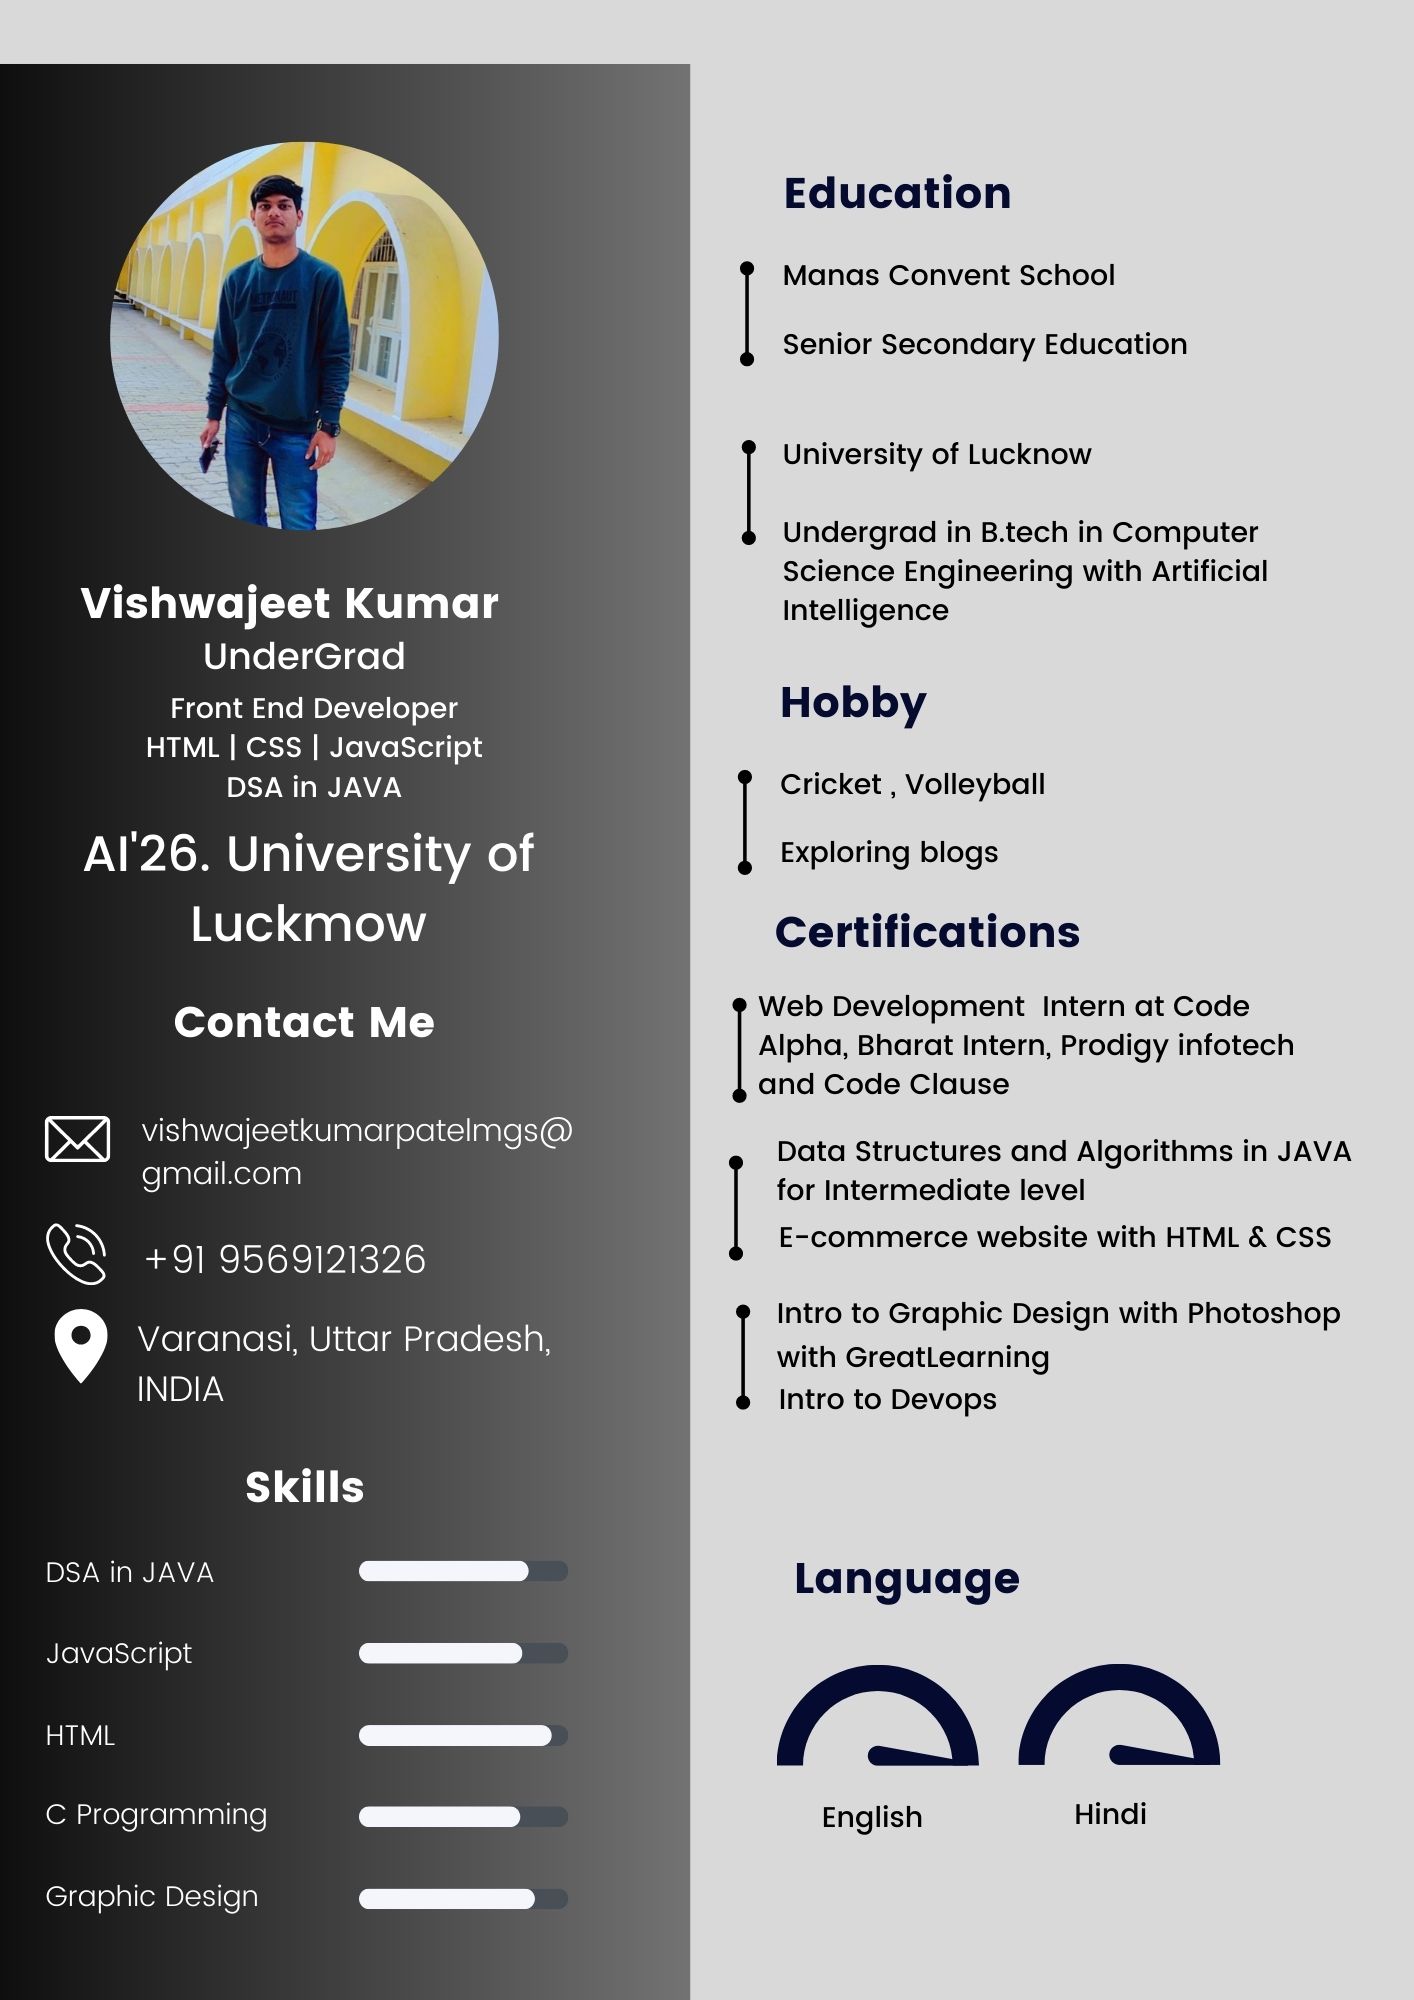 Vishwajeet Kumar
UnderGrad
Front End Developer
HTML | CSS | JavaScript
DSA in JAVA
AI'26. University of
Luckmow
Contact Me
vishwajeetkumarpatelmgs@
gmail.com
+91 9569121326
Varanasi, Uttar Pradesh,
INDIA
Skills
DSA in JAVA
JavaScript
HTML
C Programming
Graphic Design
Education
Manas Convent School
Senior Secondary Education
University of Lucknow
Undergrad in B.tech in Computer
Science Engineering with Artificial
Intelligence
Hobby
Cricket , Volleyball
Exploring blogs
Certifications
Web Development  Intern at Code
Alpha, Bharat Intern, Prodigy infotech
and Code Clause
Data Structures and Algorithms in JAVA
for Intermediate level
E-commerce website with HTML & CSS
Intro to Graphic Design with Photoshop
with GreatLearning
Intro to Devops
Language
English
Hindi